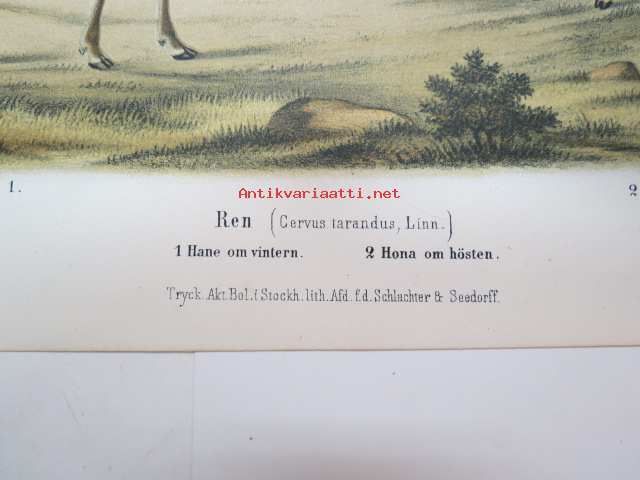 1.
2
Antikvariaatti.net
Ren (Cervus tarandus, Linn.)
1 Hane om vintern. 2 Hona om hösten.
Tryck. Akt. Bol. i Stockh. lith. Afd. f.d. Schlachter & Seedorff.